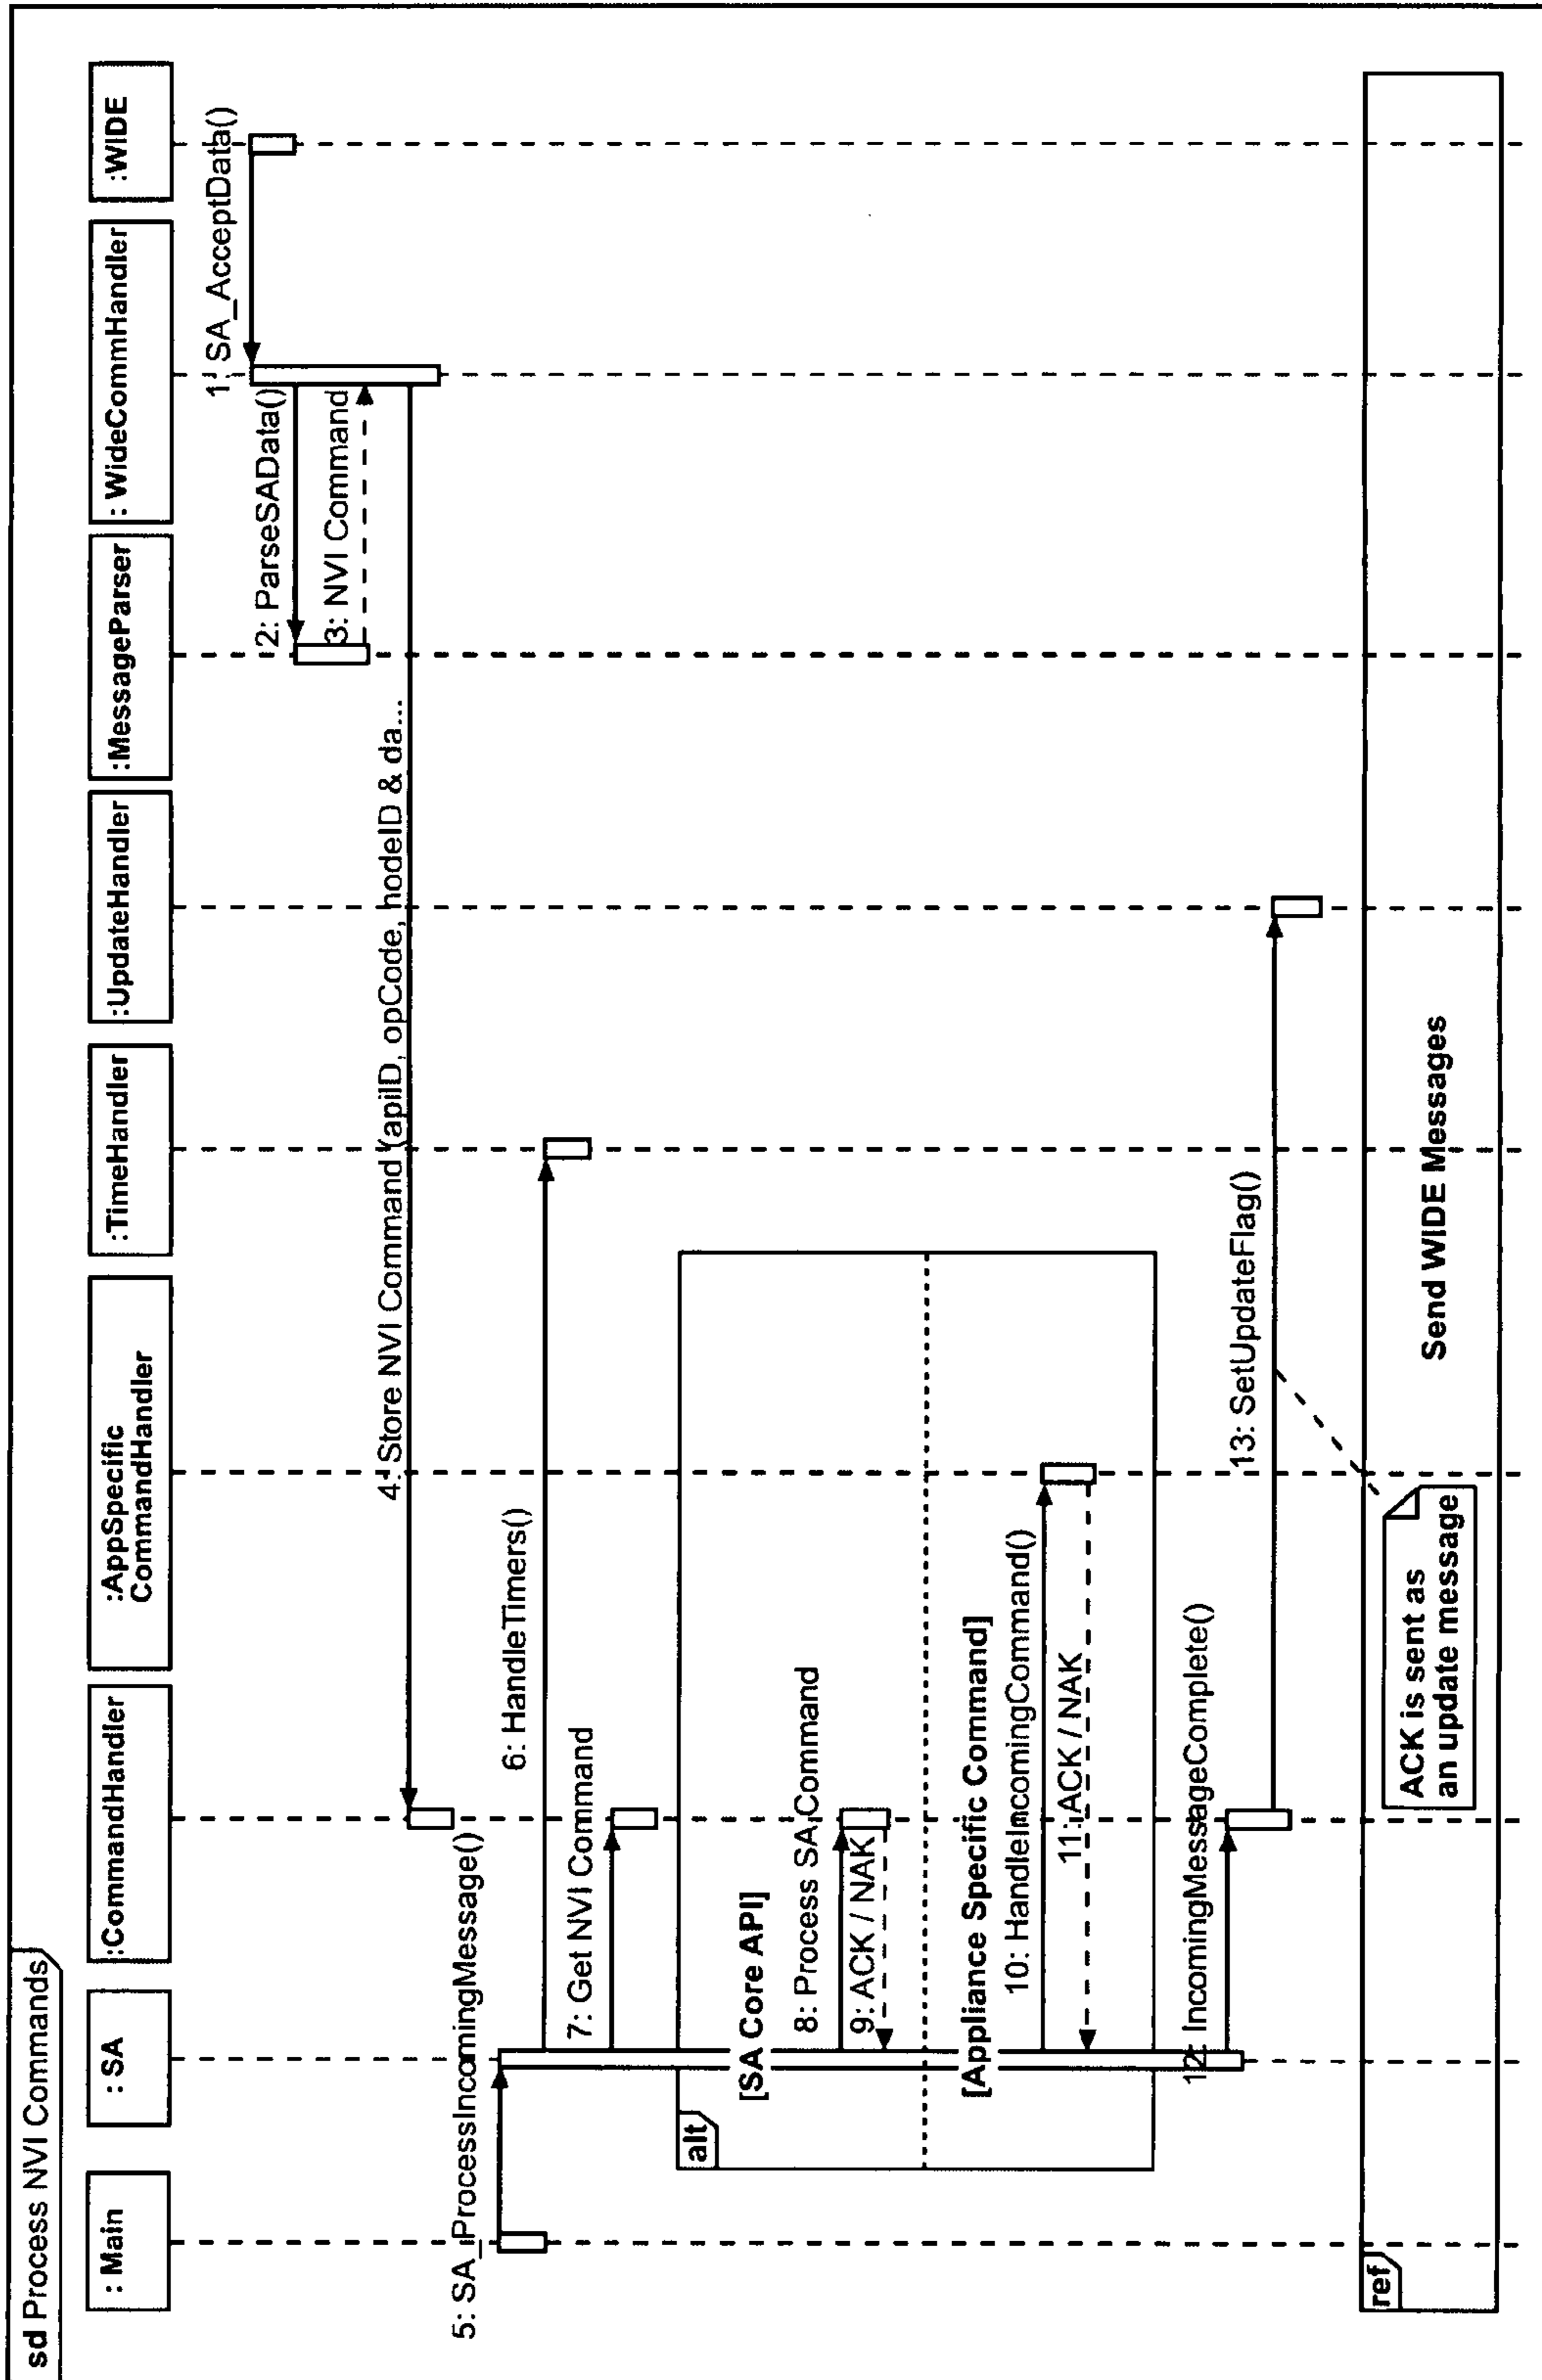 sd Process NVI Commands
: Main
: SA
:CommandHandler
:AppSpecific
CommandHandler
:TimeHandler
:UpdateHandler
:MessageParser
: WideCommHandler
:WIDE
1: SA_AcceptData()
2: ParseSAData()
3: NVI Command
4: Store NVI Command (apiID, opCode, nodeID & da...
5: SA_ProcessIncomingMessage()
6: HandleTimers()
7: Get NVI Command
alt
[SA Core API]
8: Process SA Command
9: ACK / NAK
[Appliance Specific Command]
10: HandleIncomingCommand()
11: ACK / NAK
12: IncomingMessageComplete()
13: SetUpdateFlag()
ref
Send WIDE Messages
ACK is sent as
an update message